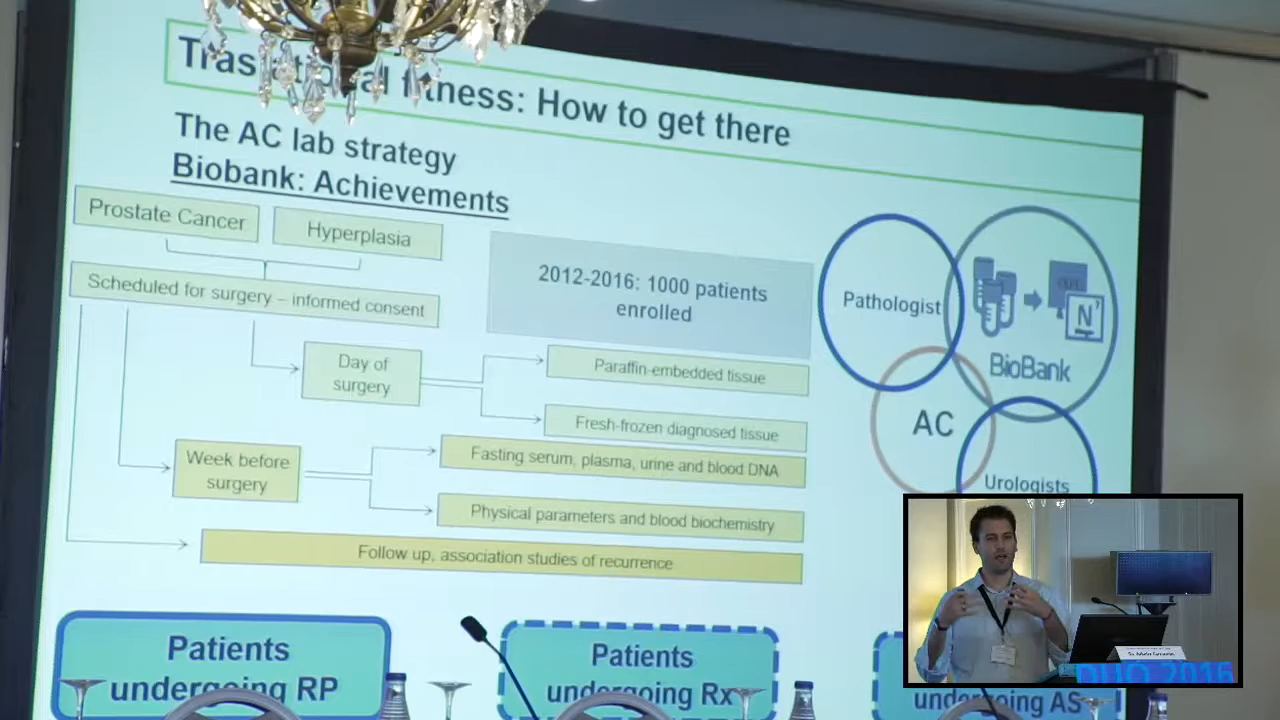 fitness: How to get there
The AC lab strategy
Biobank: Achievements
Prostate Cancer
Hyperplasia
Scheduled for surgery – informed consent
2012-2016: 1000 patients
enrolled
Day of
surgery
Paraffin-embedded tissue
Fresh-frozen diagnosed tissue
Week before
surgery
Fasting serum, plasma, urine and blood DNA
Physical parameters and blood biochemistry
Follow up, association studies of recurrence
Pathologist
N
BioBank
AC
Urologists
Patients
undergoing RP
Patients
undergoing Rx
undergoing AS
DUO 2016